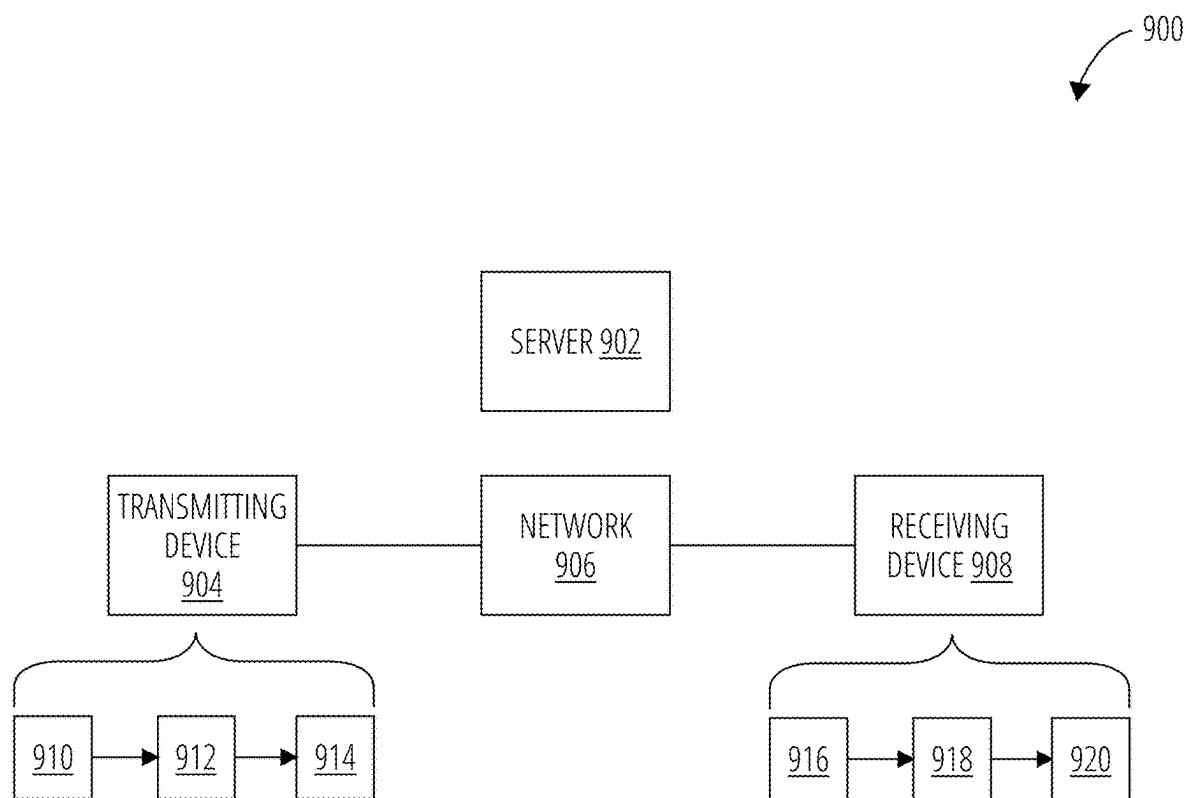 900
SERVER 902
TRANSMITTING
DEVICE
904
NETWORK
906
RECEIVING
DEVICE 908
910
912
914
916
918
920